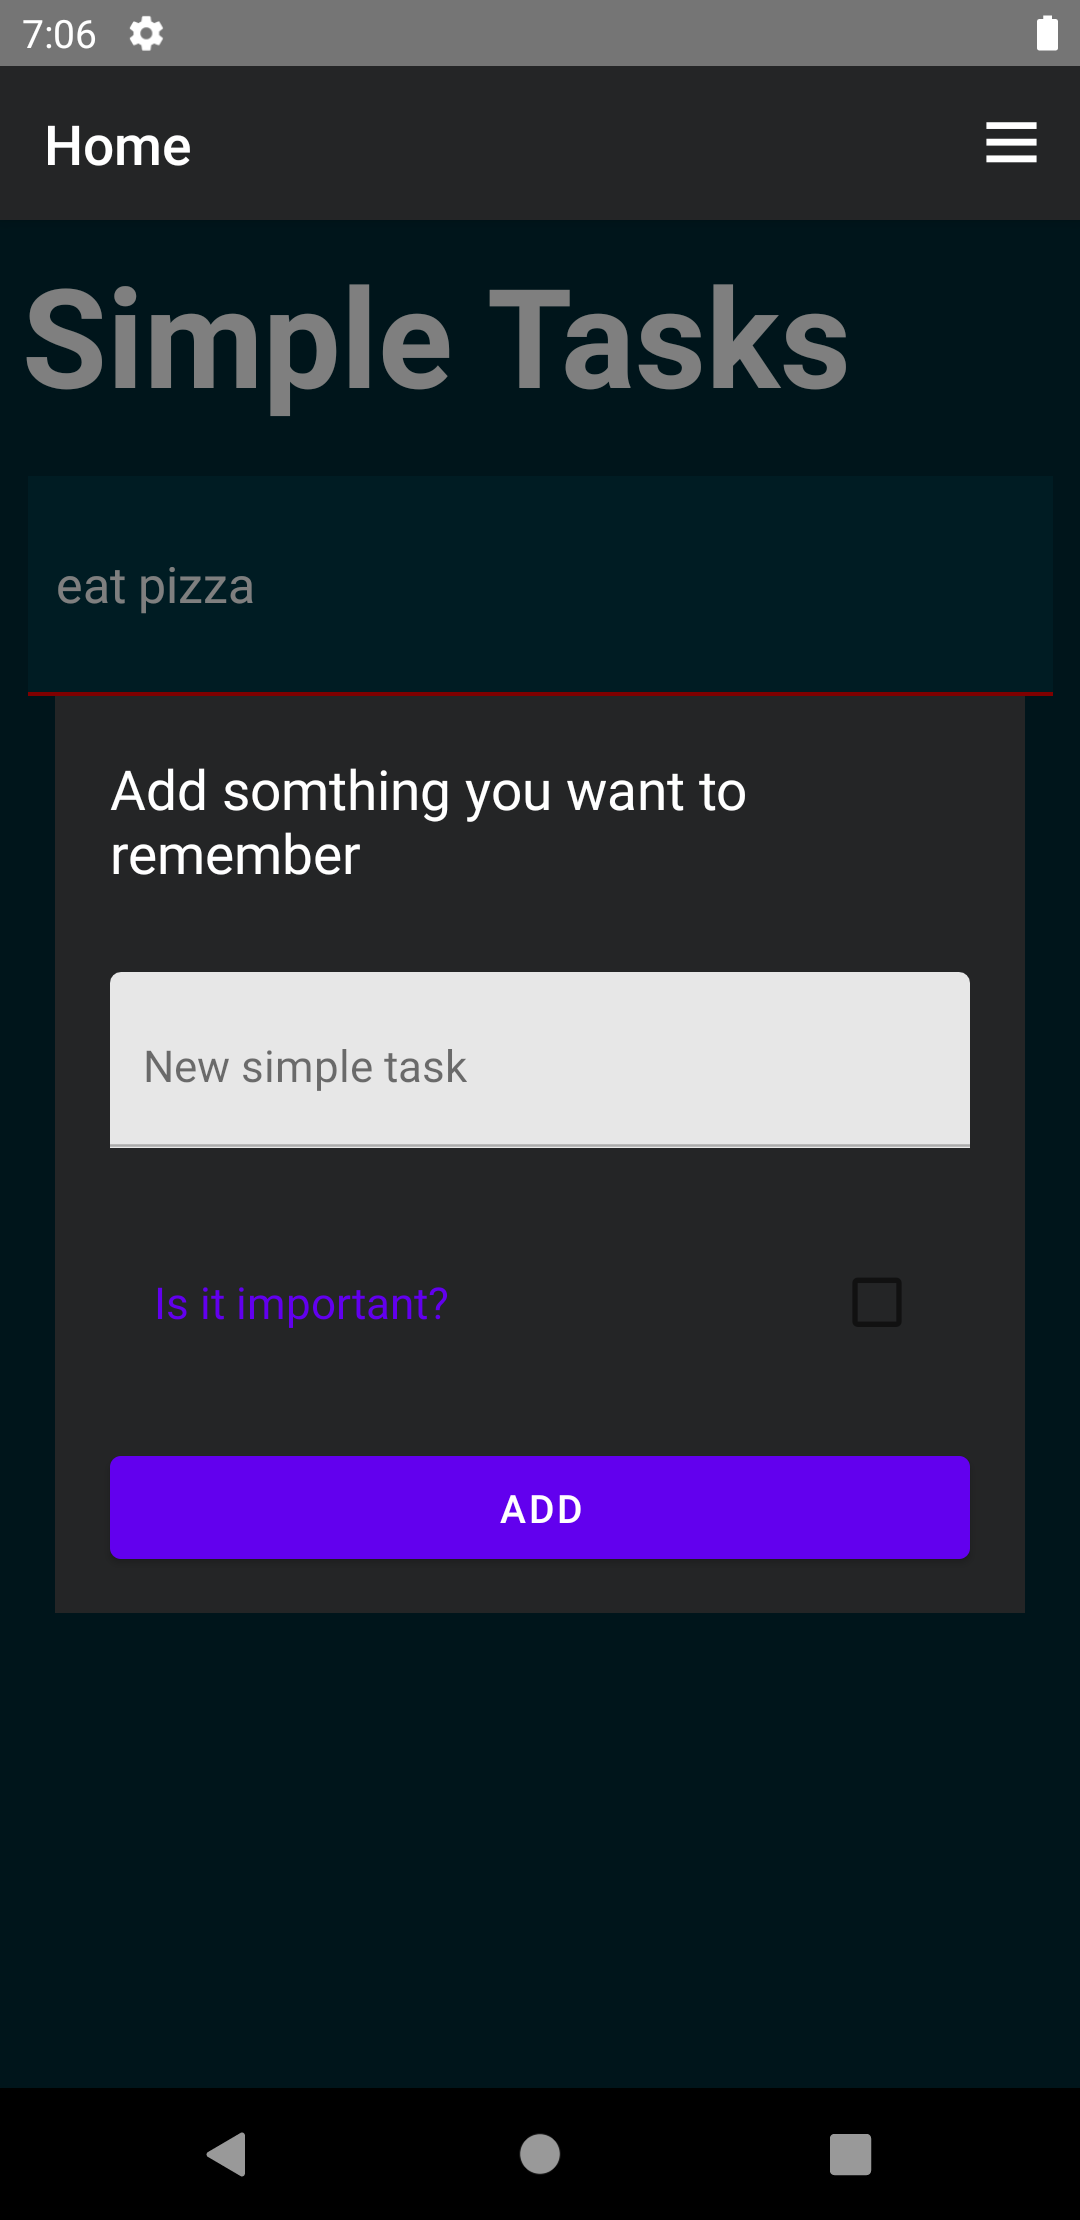 7:06
Home
Simple Tasks
eat pizza
Add somthing you want to
remember
New simple task
Is it important?
ADD